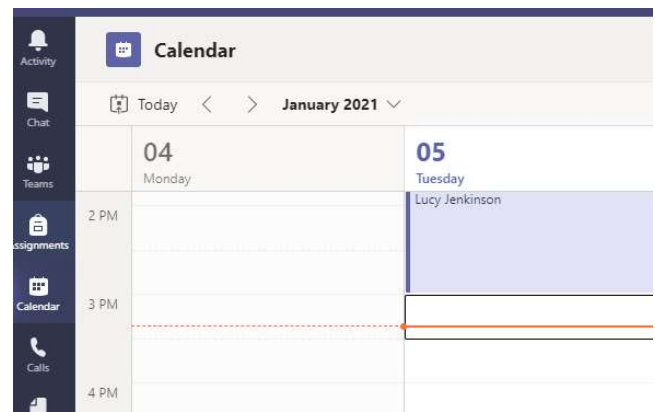 Activity
Chat
Teams
ssignments
Calendar
Calls
Calendar
Today
January 2021
04
Monday
05
Tuesday
Lucy Jenkinson
2 PM
3 PM
4 PM